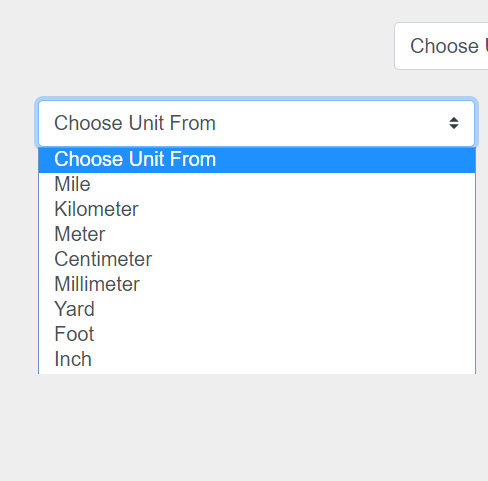 Choose
Choose Unit From
Choose Unit From
Mile
Kilometer
Meter
Centimeter
Millimeter
Yard
Foot
Inch